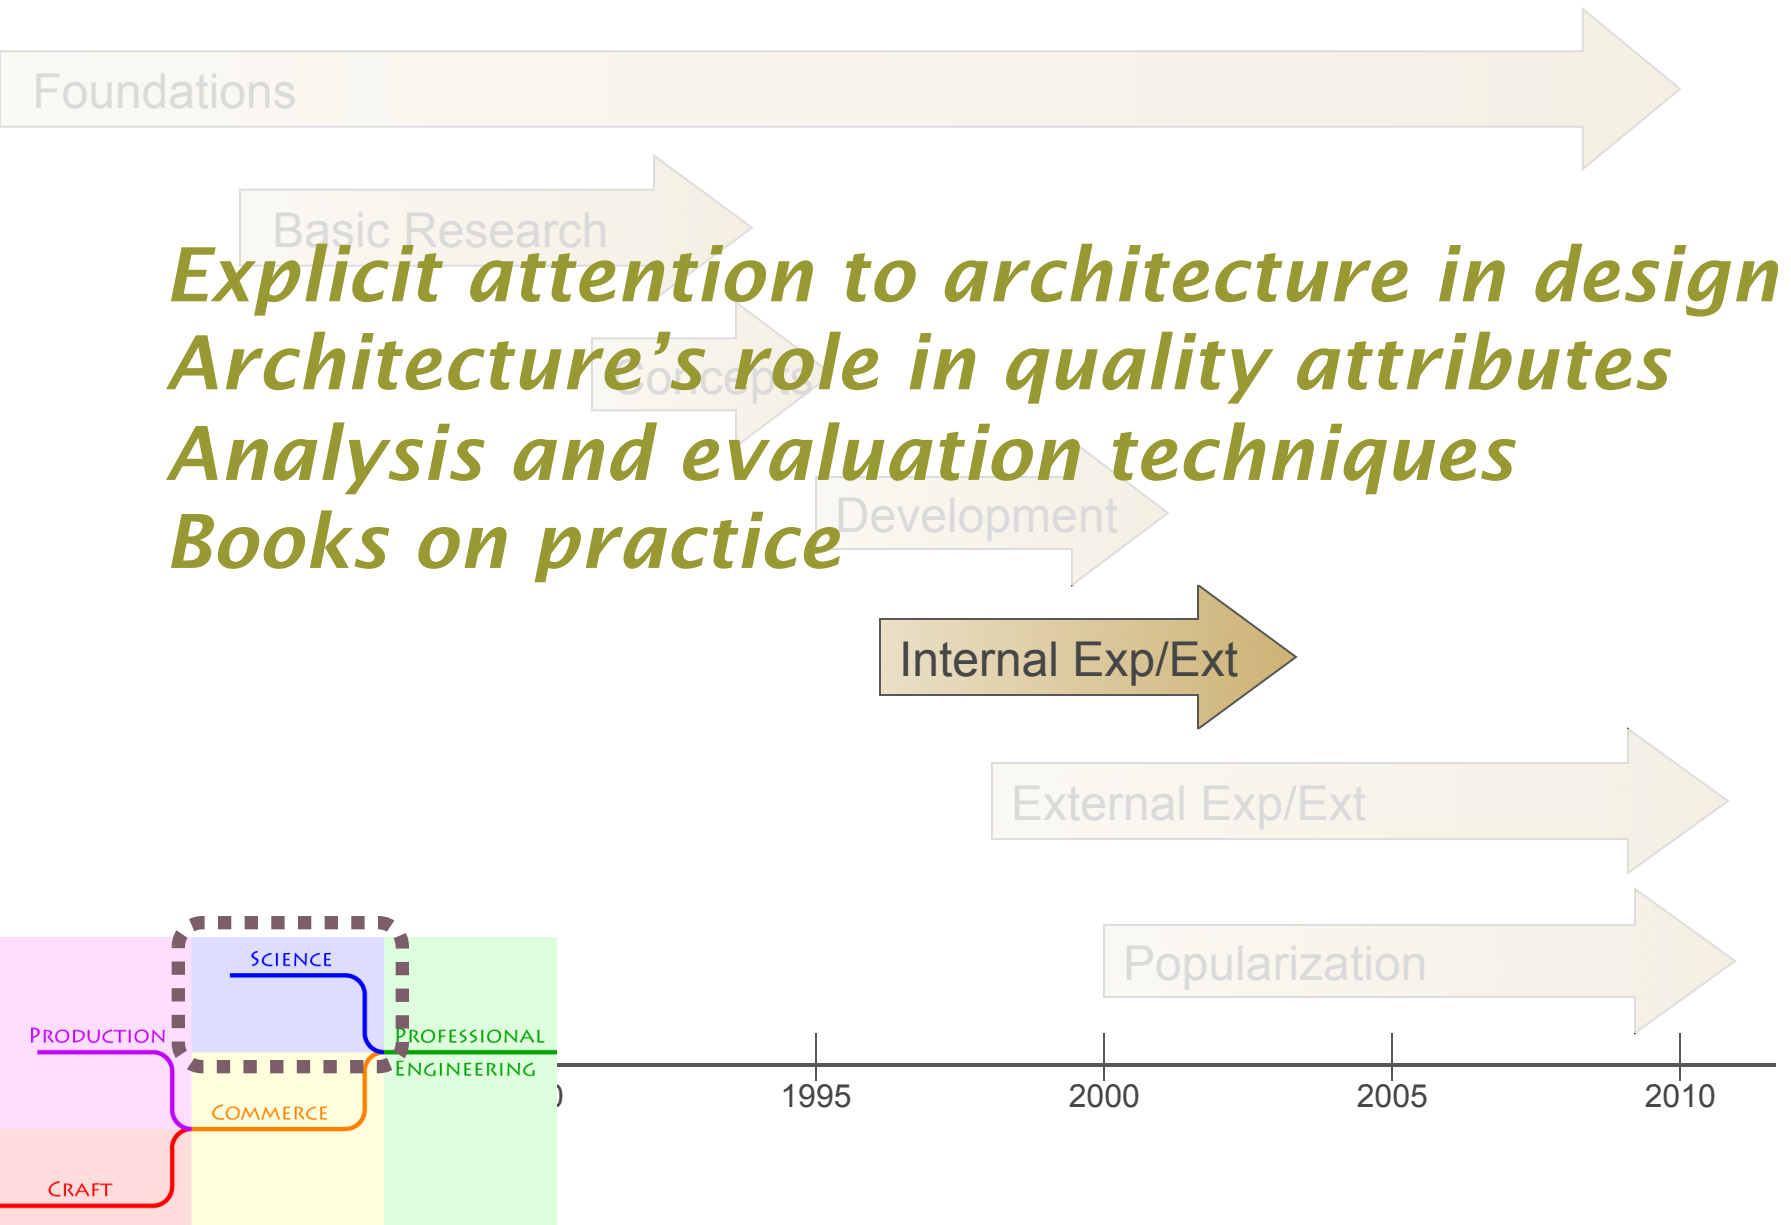 Foundations
Basic Research
Explicit attention to architecture in design
Architecture’s role in quality attributes
Concepts
Analysis and evaluation techniques
Development
Books on practice
Internal Exp/Ext
External Exp/Ext
Popularization
Science
Production
Professional
Engineering
Commerce
Craft
1995 2000 2005 2010